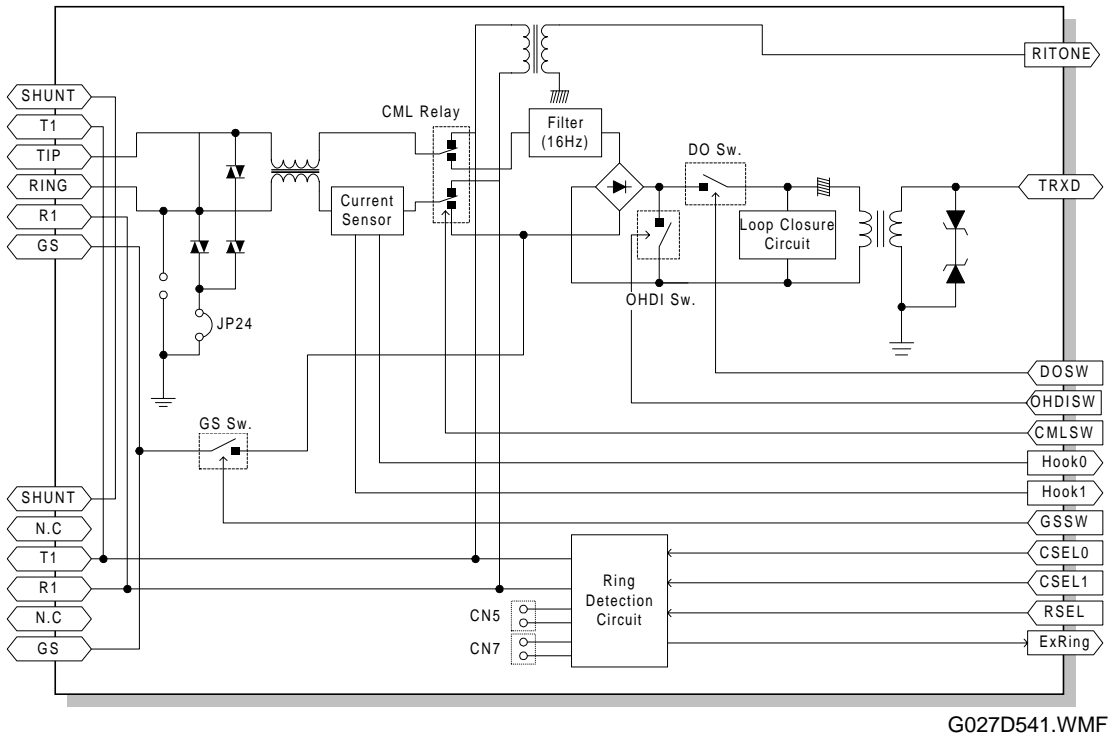 RITONE
SHUNT
T1
TIP
RING
R1
GS
CML Relay
Filter
(16Hz)
DO Sw.
Current
Sensor
TRXD
Loop Closure
Circuit
OHDI Sw.
JP24
DOSW
OHDISW
CMLSW
GS Sw.
Hook0
Hook1
GSSW
SHUNT
N.C
T1
R1
N.C
GS
CN5
CN7
Ring
Detection
Circuit
CSEL0
CSEL1
RSEL
ExRing
G027D541.WMF